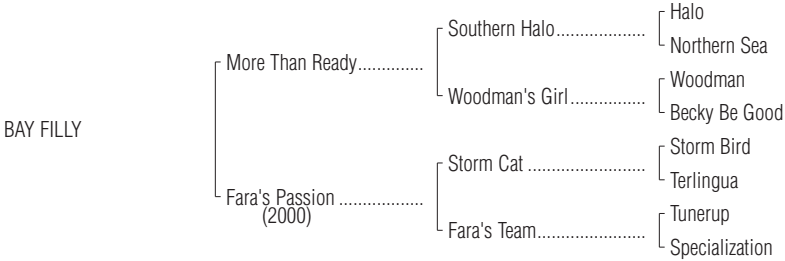 Halo
Southern Halo...................
Northern Sea
More Than Ready..............
Woodman
Woodman's Girl................
Becky Be Good
BAY FILLY
Storm Bird
Storm Cat .........................
Terlingua
Fara's Passion ..................
(2000)
Tunerup
Fara's Team.......................
Specialization